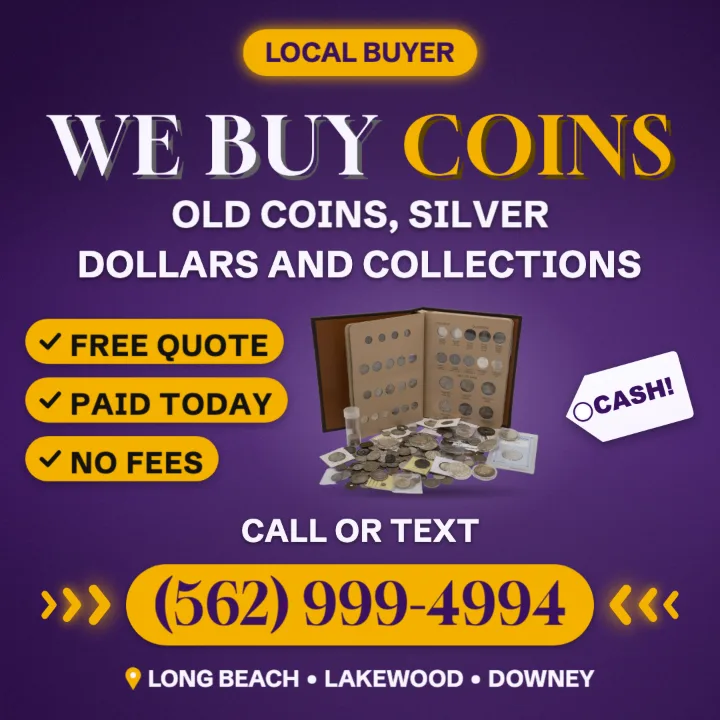 LOCAL BUYER
WE BUY COINS
OLD COINS, SILVER
DOLLARS AND COLLECTIONS
FREE QUOTE
PAID TODAY
NO FEES
CASH!
CALL OR TEXT
(562) 999-4994
LONG BEACH • LAKEWOOD • DOWNEY